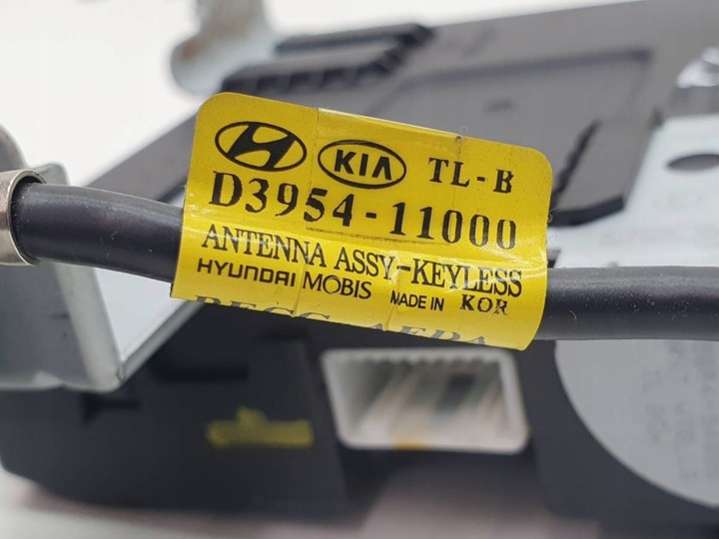 KIA TL-B
D3954-11000
ANTENNA ASSY-KEYLESS
HYUNDAI MOBIS MADE IN KOR